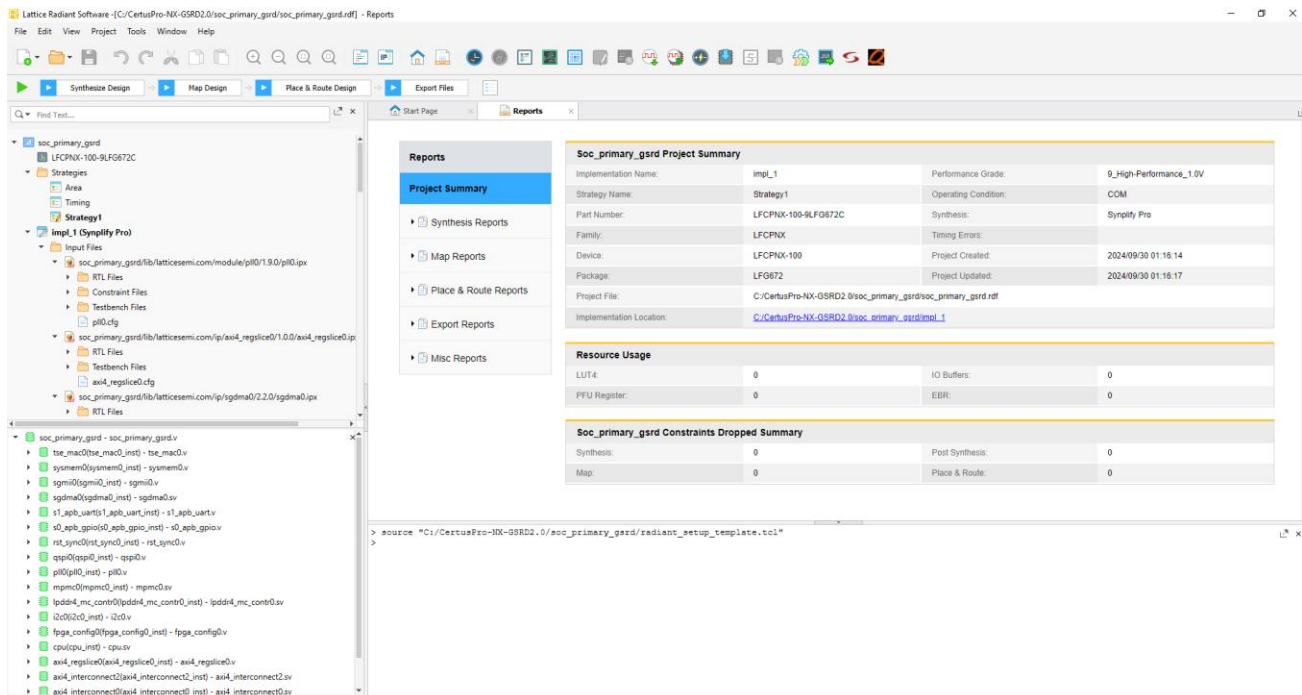 Lattice Radiant Software -[C:/CertusPro-NX-GSRD2.0/soc_primary_gsrd/soc_primary_gsrd.rdf] - Reports
File Edit View Project Tools Window Help
Synthesize Design Map Design Place & Route Design Export Files
Find Text...
soc_primary_gsrd
LFCPNX-100-9LFG672C
Strategies
Area
Timing
Strategy1
impl_1 (Synplify Pro)
Input Files
soc_primary_gsrd/lib/latticesemi.com/module/pll0/1.9.0/pll0.ipx
RTL Files
Constraint Files
Testbench Files
pll0.cfg
soc_primary_gsrd/lib/latticesemi.com/ip/axi4_regslice0/1.0.0/axi4_regslice0.ip
RTL Files
Testbench Files
axi4_regslice0.cfg
soc_primary_gsrd/lib/latticesemi.com/ip/sgdma0/2.2.0/sgdma0.ipx
RTL Files
soc_primary_gsrd - soc_primary_gsrd.v
tse_mac0(tse_mac0_inst) - tse_mac0.v
sysmem0(sysmem0_inst) - sysmem0.v
sgmii0(sgmii0_inst) - sgmii0.v
sgdma0(sgdma0_inst) - sgdma0.sv
s1_apb_uart(s1_apb_uart_inst) - s1_apb_uart.v
s0_apb_gpio(s0_apb_gpio_inst) - s0_apb_gpio.v
rst_sync0(rst_sync0_inst) - rst_sync0.v
qspi0(qspi0_inst) - qspi0.v
pll0(pll0_inst) - pll0.v
mpmc0(mpmc0_inst) - mpmc0.sv
lpddr4_mc_contr0(lpddr4_mc_contr0_inst) - lpddr4_mc_contr0.sv
i2c0(i2c0_inst) - i2c0.v
fpga_config0(fpga_config0_inst) - fpga_config0.v
cpu(cpu_inst) - cpu.sv
axi4_regslice0(axi4_regslice0_inst) - axi4_regslice0.v
axi4_interconnect2(axi4_interconnect2_inst) - axi4_interconnect2.sv
axi4_interconnect0(axi4_interconnect0_inst) - axi4_interconnect0.sv
Start Page Reports
Reports
Project Summary
Synthesis Reports
Map Reports
Place & Route Reports
Export Reports
Misc Reports
Soc_primary_gsrd Project Summary
Implementation Name: impl_1 Performance Grade: 9_High-Performance_1.0V
Strategy Name: Strategy1 Operating Condition: COM
Part Number: LFCPNX-100-9LFG672C Synthesis: Synplify Pro
Family: LFCPNX Timing Errors:
Device: LFCPNX-100 Project Created: 2024/09/30 01:16:14
Package: LFG672 Project Updated: 2024/09/30 01:16:17
Project File: C:/CertusPro-NX-GSRD2.0/soc_primary_gsrd/soc_primary_gsrd.rdf
Implementation Location: C:/CertusPro-NX-GSRD2.0/soc_primary_gsrd/impl_1
Resource Usage
LUT4: 0 IO Buffers: 0
PFU Register: 0 EBR: 0
Soc_primary_gsrd Constraints Dropped Summary
Synthesis: 0 Post Synthesis: 0
Map: 0 Place & Route: 0
> source "C:/CertusPro-NX-GSRD2.0/soc_primary_gsrd/radiant_setup_template.tcl"
>